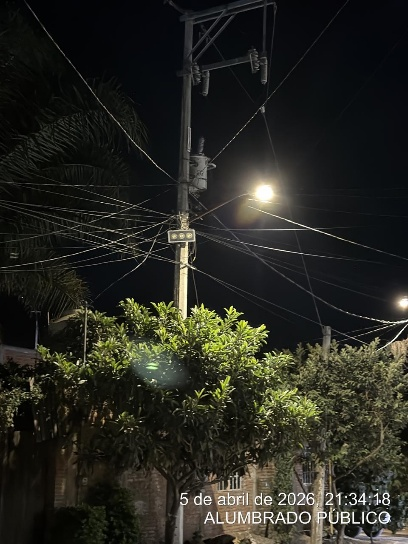 5 de abril de 2026, 21:34:18
ALUMBRADO PÚBLICO